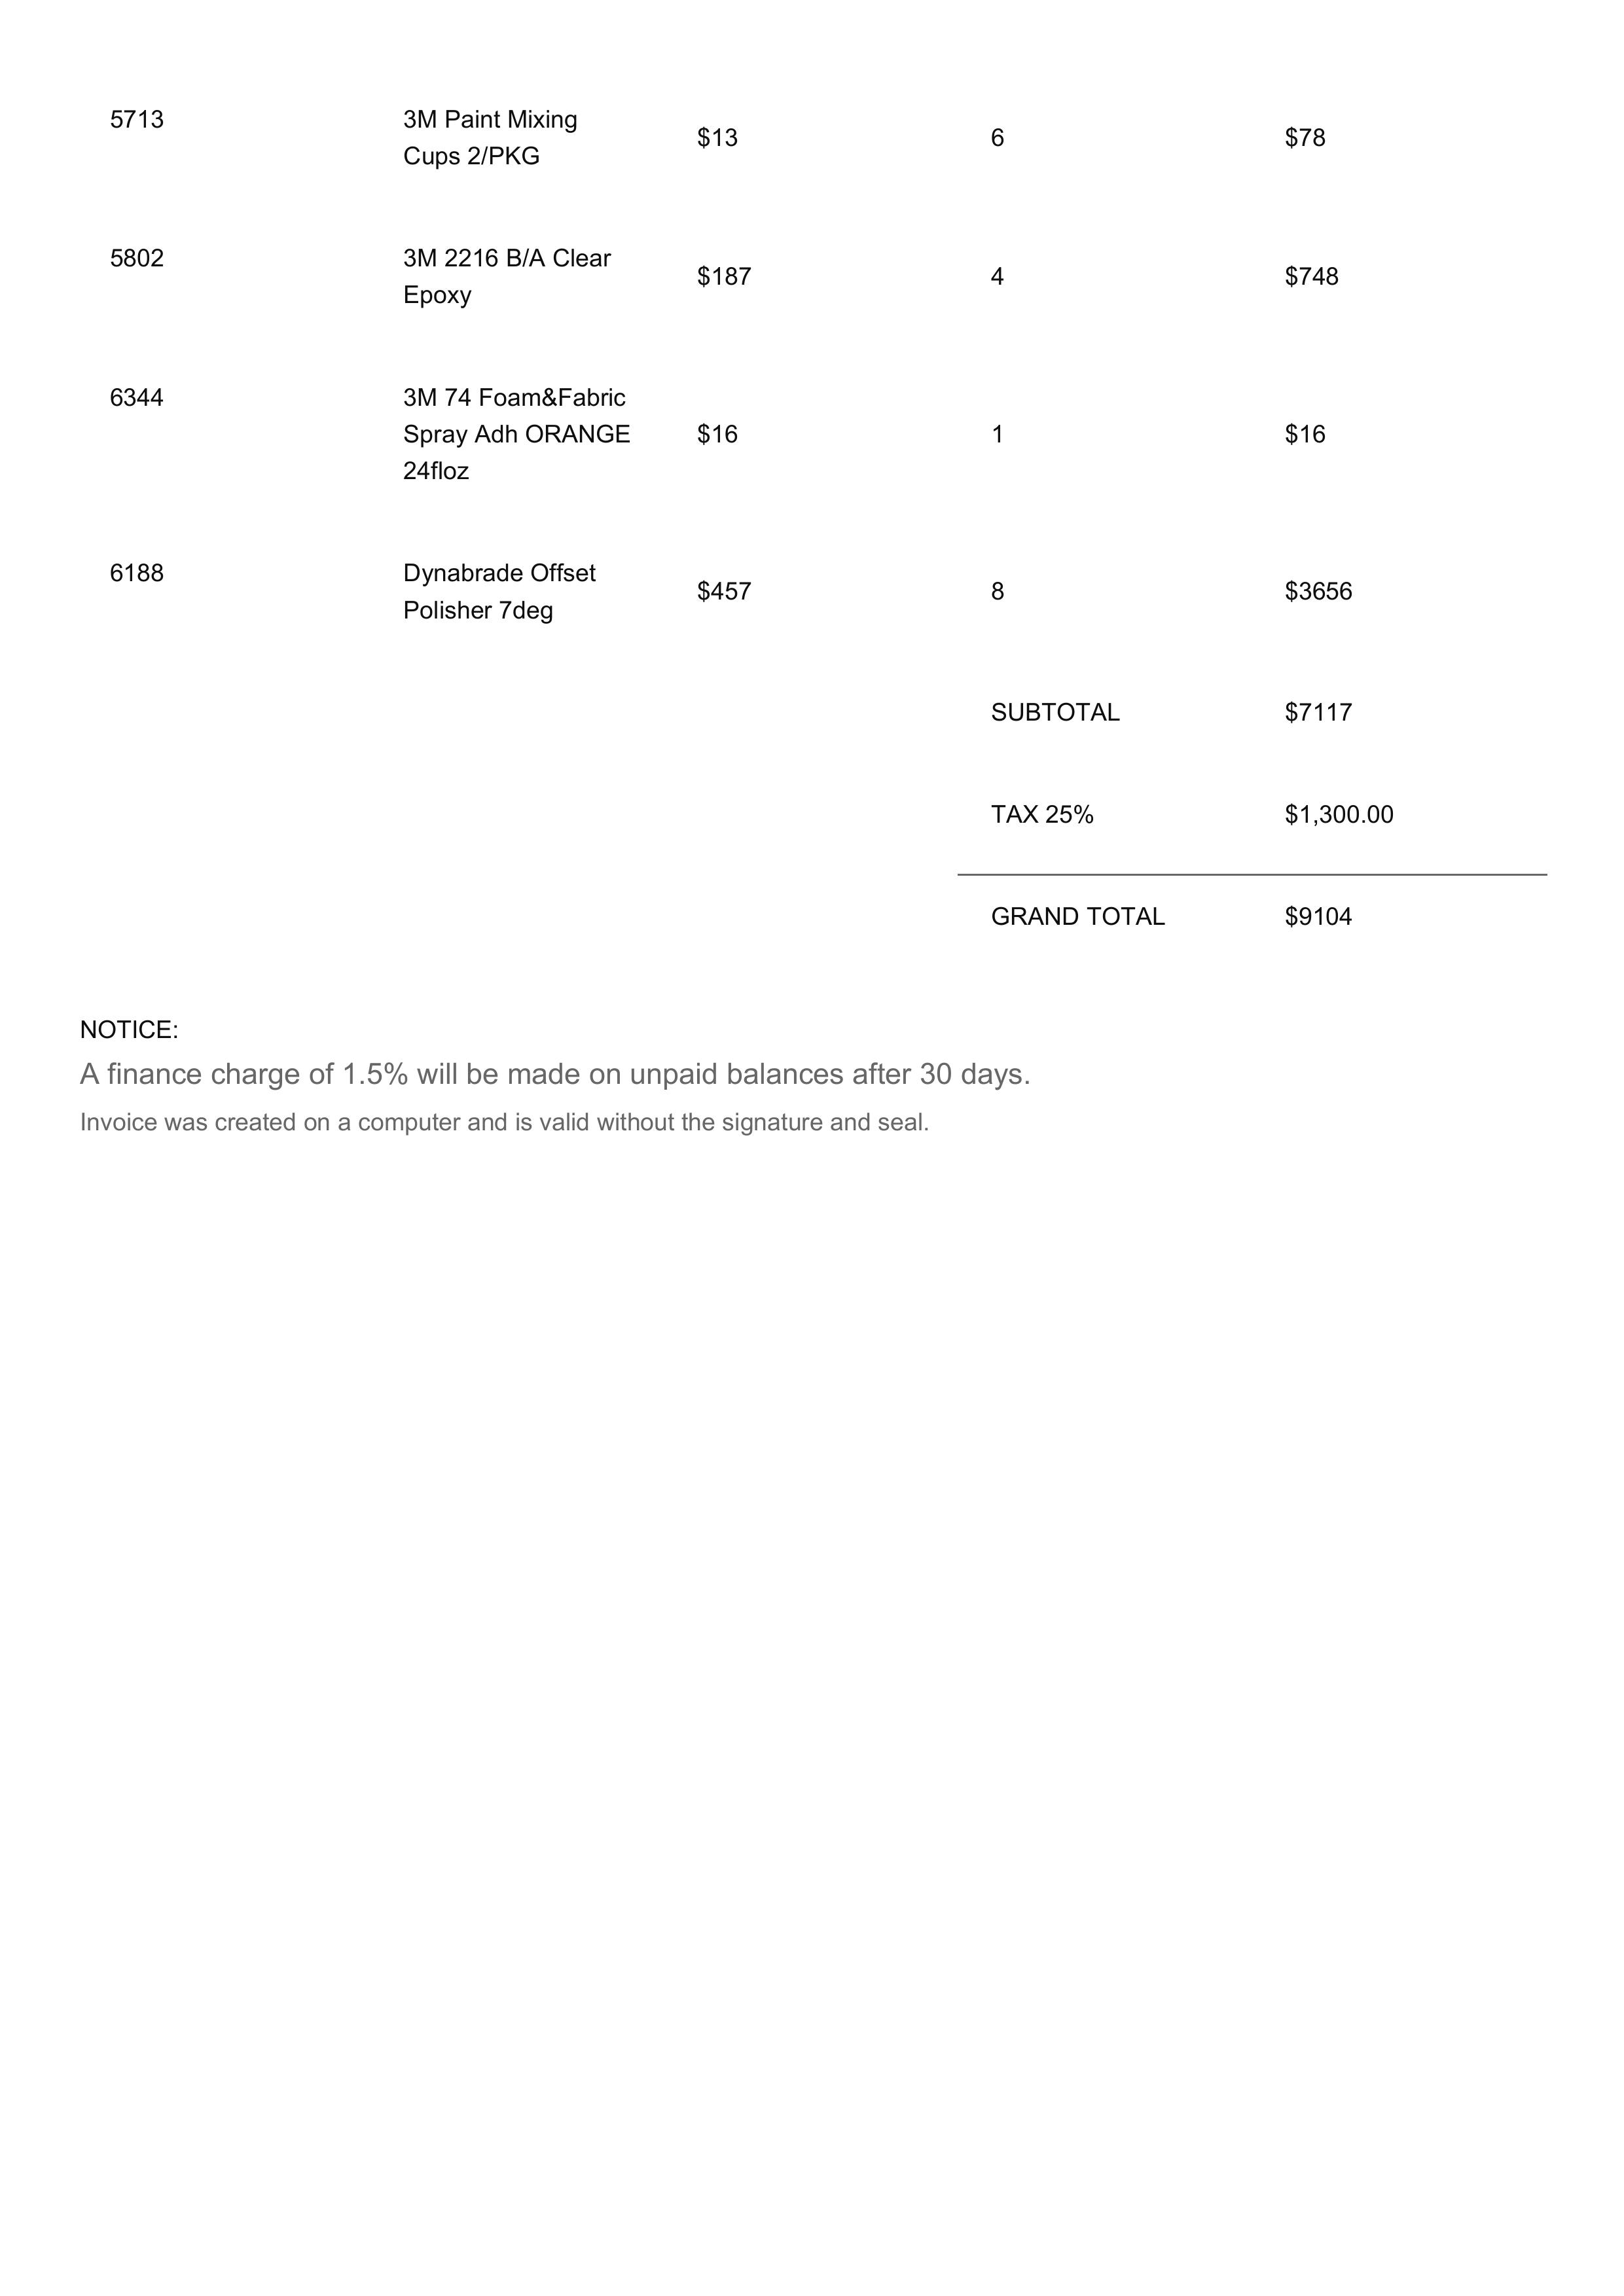 5713 3M Paint Mixing Cups 2/PKG $13 6 $78
5802 3M 2216 B/A Clear Epoxy $187 4 $748
6344 3M 74 Foam&Fabric Spray Adh ORANGE 24floz $16 1 $16
6188 Dynabrade Offset Polisher 7deg $457 8 $3656
SUBTOTAL $7117
TAX 25% $1,300.00
GRAND TOTAL $9104
NOTICE:
A finance charge of 1.5% will be made on unpaid balances after 30 days.
Invoice was created on a computer and is valid without the signature and seal.